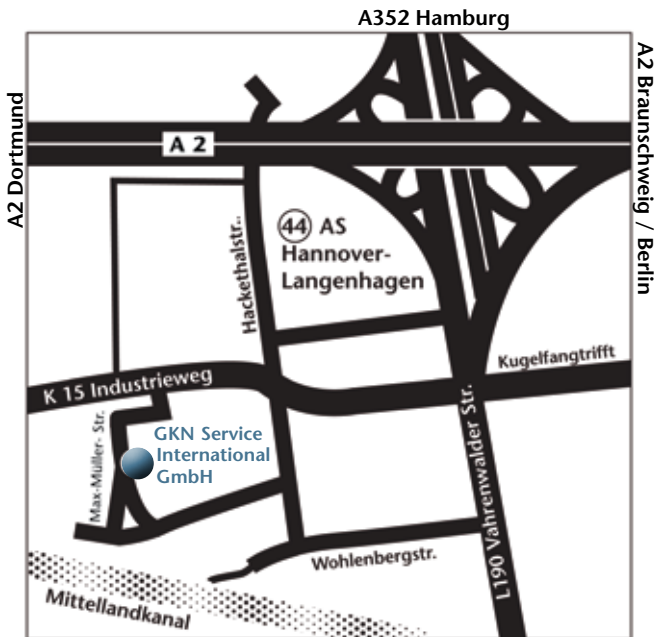 A352 Hamburg
A2 Dortmund
A2 Braunschweig / Berlin
A 2
44 AS
Hannover-
Langenhagen
Hackethalstr..
Kugelfangtrifft
K 15 Industrieweg
GKN Service
International
GmbH
Max-Müller- Str.
L190 Vahrenwalder Str.
Wohlenbergstr.
Mittellandkanal